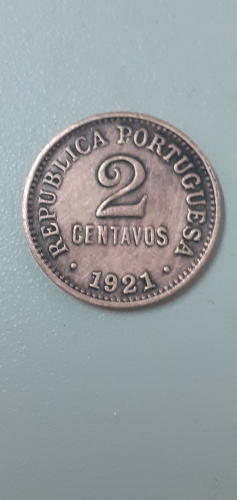 REPUBLICA PORTUGUESA
2
CENTAVOS
• 1921 •